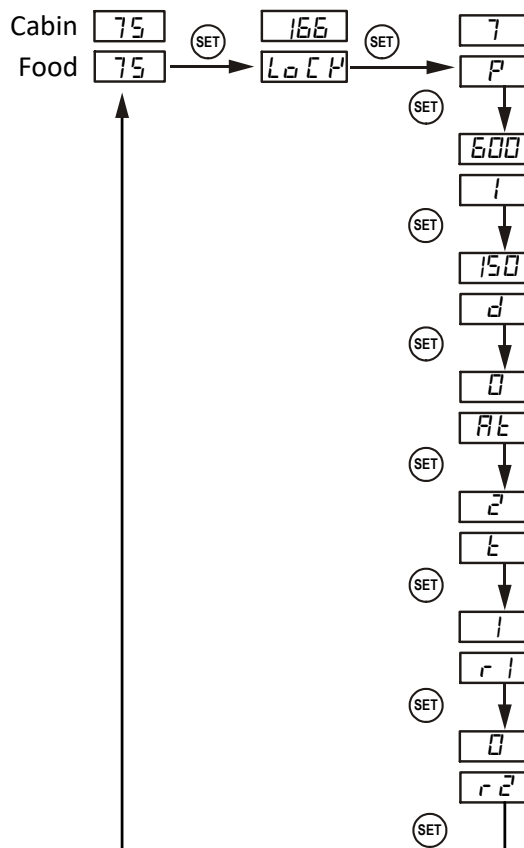 Cabin 75 SET 166 SET 7
Food 75 LoCK P
SET
600
I
SET
150
d
SET
0
At
SET
2
t
SET
1
r1
SET
0
r2
SET